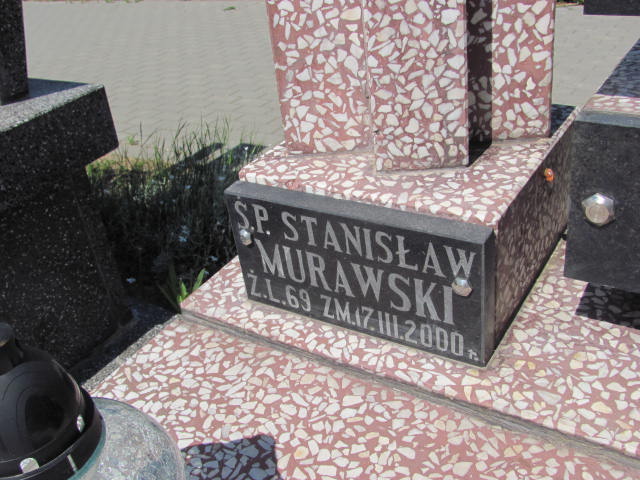 Ś.P. STANISŁAW
MURAWSKI
Ż.L.69 ZM.17.III.2000 r.